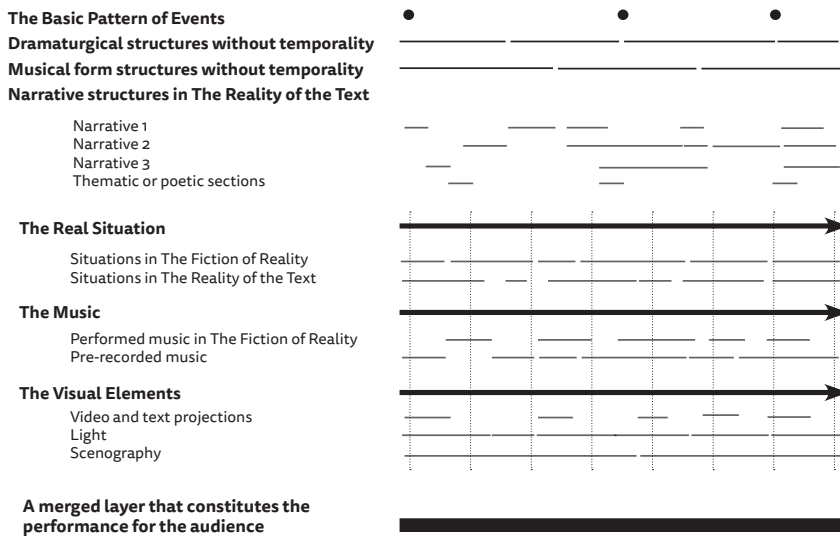 The Basic Pattern of Events
Dramaturgical structures without temporality
Musical form structures without temporality
Narrative structures in The Reality of the Text
Narrative 1
Narrative 2
Narrative 3
Thematic or poetic sections
The Real Situation
Situations in The Fiction of Reality
Situations in The Reality of the Text
The Music
Performed music in The Fiction of Reality
Pre-recorded music
The Visual Elements
Video and text projections
Light
Scenography
A merged layer that constitutes the
performance for the audience